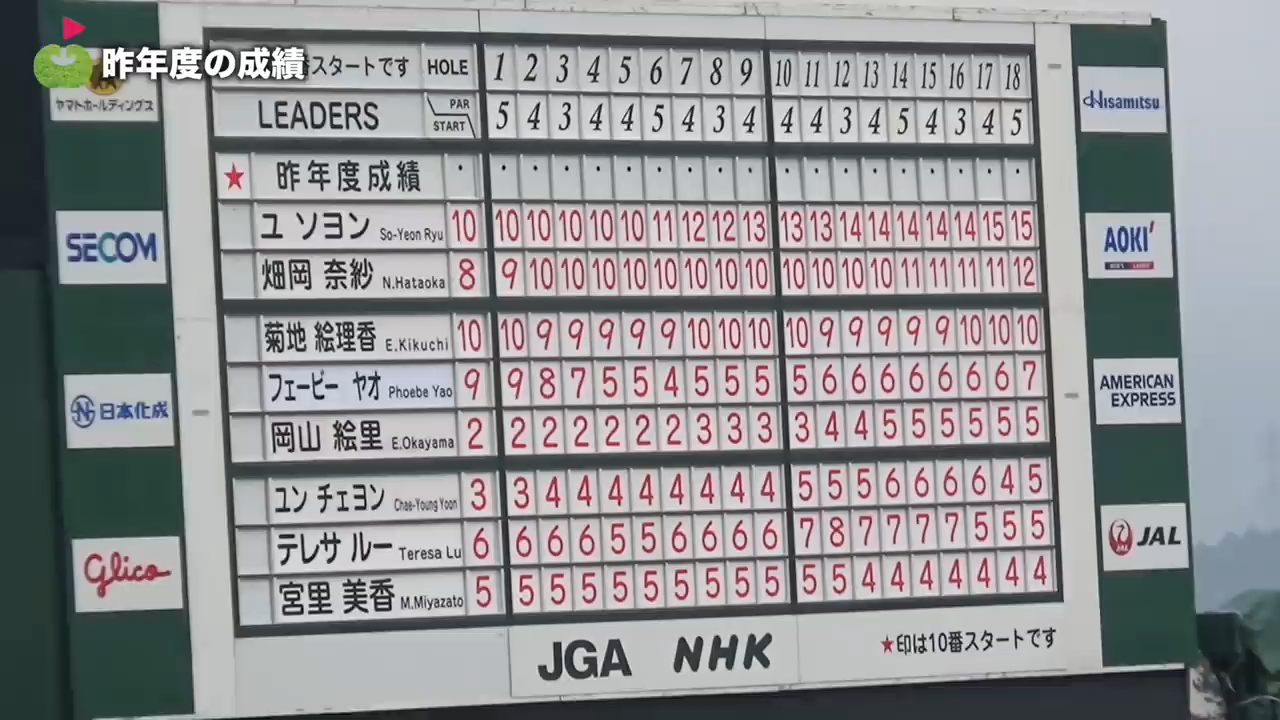 昨年度の成績
スタートです HOLE 1 2 3 4 5 6 7 8 9 10 11 12 13 14 15 16 17 18
LEADERS PAR START 5 4 3 4 4 5 4 3 4 4 4 3 4 5 4 3 4 5
★ 昨年度成績 · · · · · · · · · · · · · · · · · · ·
ユ ソヨン So-Yeon Ryu 10 10 10 10 10 10 11 12 12 13 13 13 14 14 14 14 14 15 15
畑岡 奈紗 N.Hataoka 8 9 10 10 10 10 10 10 10 10 10 10 10 10 11 11 11 11 12
菊地 絵理香 E.Kikuchi 10 10 9 9 9 9 9 10 10 10 10 9 9 9 9 9 10 10 10
フェービー ヤオ Phoebe Yao 9 9 8 7 5 5 4 5 5 5 5 6 6 6 6 6 6 6 7
岡山 絵里 E.Okayama 2 2 2 2 2 2 2 3 3 3 3 4 4 5 5 5 5 5 5
ユン チェヨン Chae-Young Yoon 3 3 4 4 4 4 4 4 4 4 5 5 5 6 6 6 6 4 5
テレサ ルー Teresa Lu 6 6 6 6 5 5 6 6 6 6 7 8 7 7 7 7 5 5 5
宮里 美香 M.Miyazato 5 5 5 5 5 5 5 5 5 5 5 5 4 4 4 4 4 4 4
JGA NHK
★印は10番スタートです
ヤマトホールディングス
SECOM
日本化成
Glico
Hisamitsu
AOKI
AMERICAN
EXPRESS
JAL